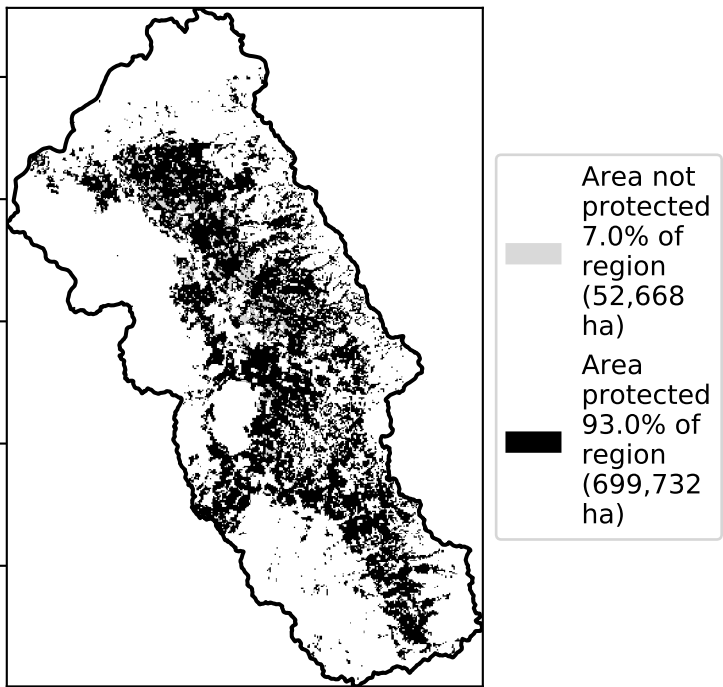 Area not
protected
7.0% of
region
(52,668
ha)
Area
protected
93.0% of
region
(699,732
ha)